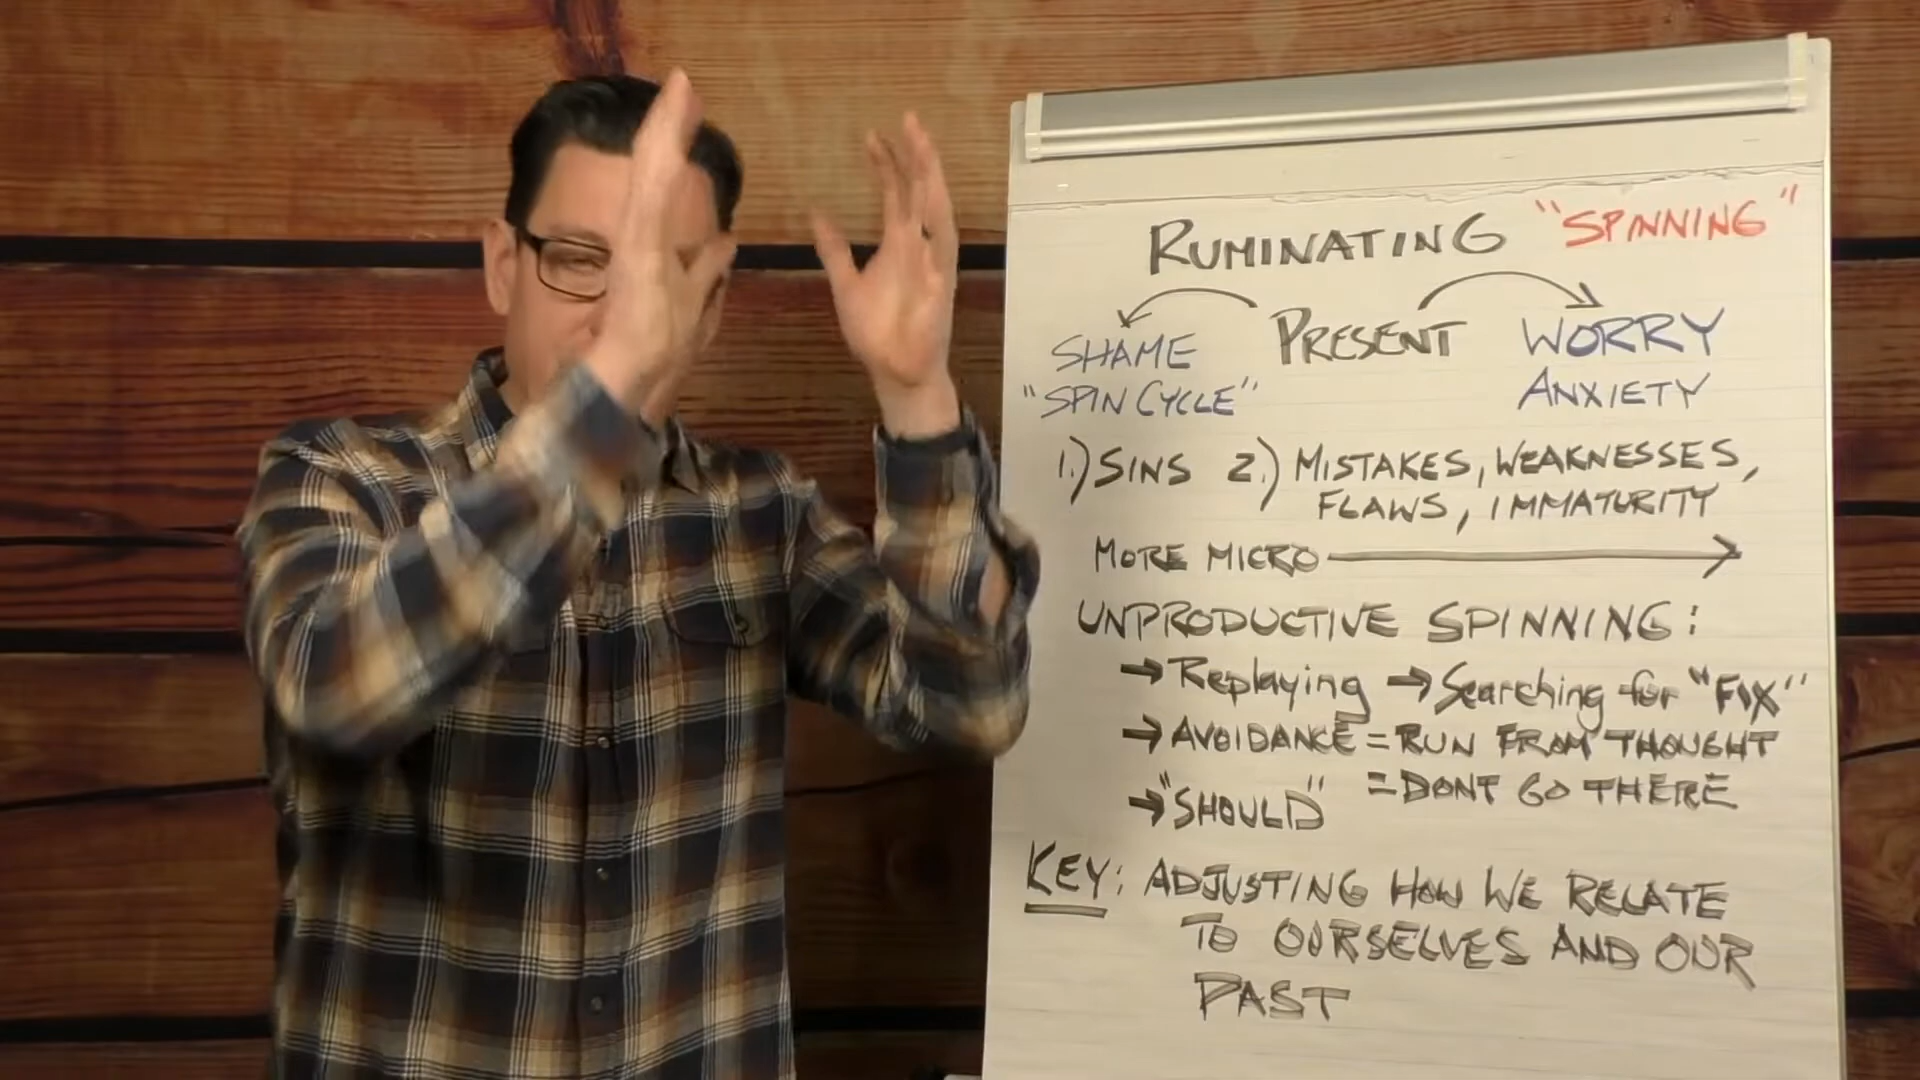 RUMINATING "SPINNING"
SHAME PRESENT WORRY
"SPIN CYCLE" ANXIETY
1.) SINS 2.) MISTAKES, WEAKNESSES,
FLAWS, IMMATURITY
MORE MICRO →
UNPRODUCTIVE SPINNING:
→ Replaying → Searching for "FIX"
→ AVOIDANCE = RUN FROM THOUGHT
= DONT GO THERE
→ "SHOULD"
KEY: ADJUSTING HOW WE RELATE
TO OURSELVES AND OUR
PAST